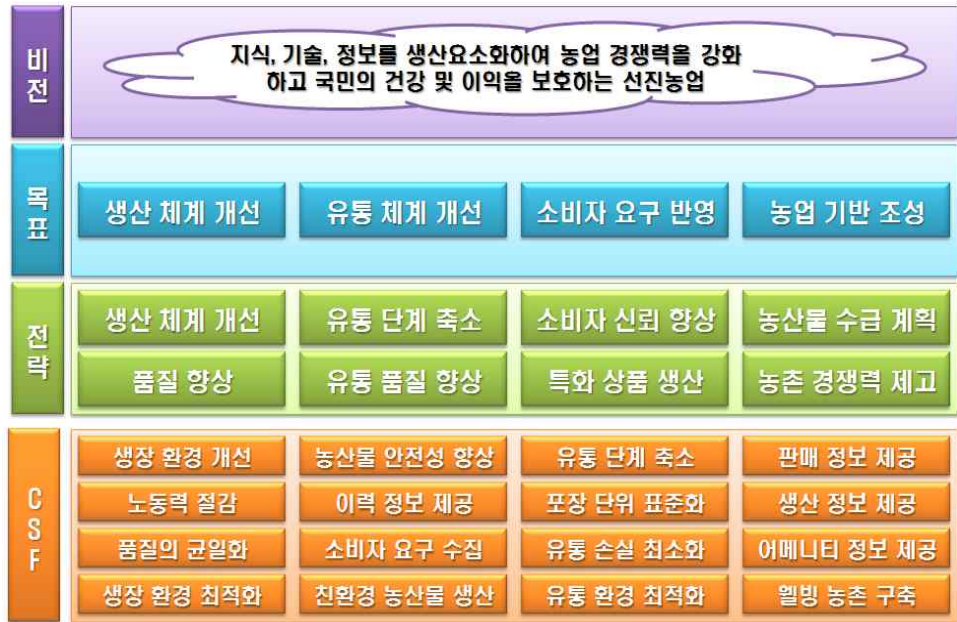 비전
지식, 기술, 정보를 생산요소화하여 농업 경쟁력을 강화
하고 국민의 건강 및 이익을 보호하는 선진농업
목표
생산 체계 개선
유통 체계 개선
소비자 요구 반영
농업 기반 조성
전략
생산 체계 개선
유통 단계 축소
소비자 신뢰 향상
농산물 수급 계획
품질 향상
유통 품질 향상
특화 상품 생산
농촌 경쟁력 제고
CSF
생장 환경 개선
농산물 안전성 향상
유통 단계 축소
판매 정보 제공
노동력 절감
이력 정보 제공
포장 단위 표준화
생산 정보 제공
품질의 균일화
소비자 요구 수집
유통 손실 최소화
어메니티 정보 제공
생장 환경 최적화
친환경 농산물 생산
유통 환경 최적화
웰빙 농촌 구축